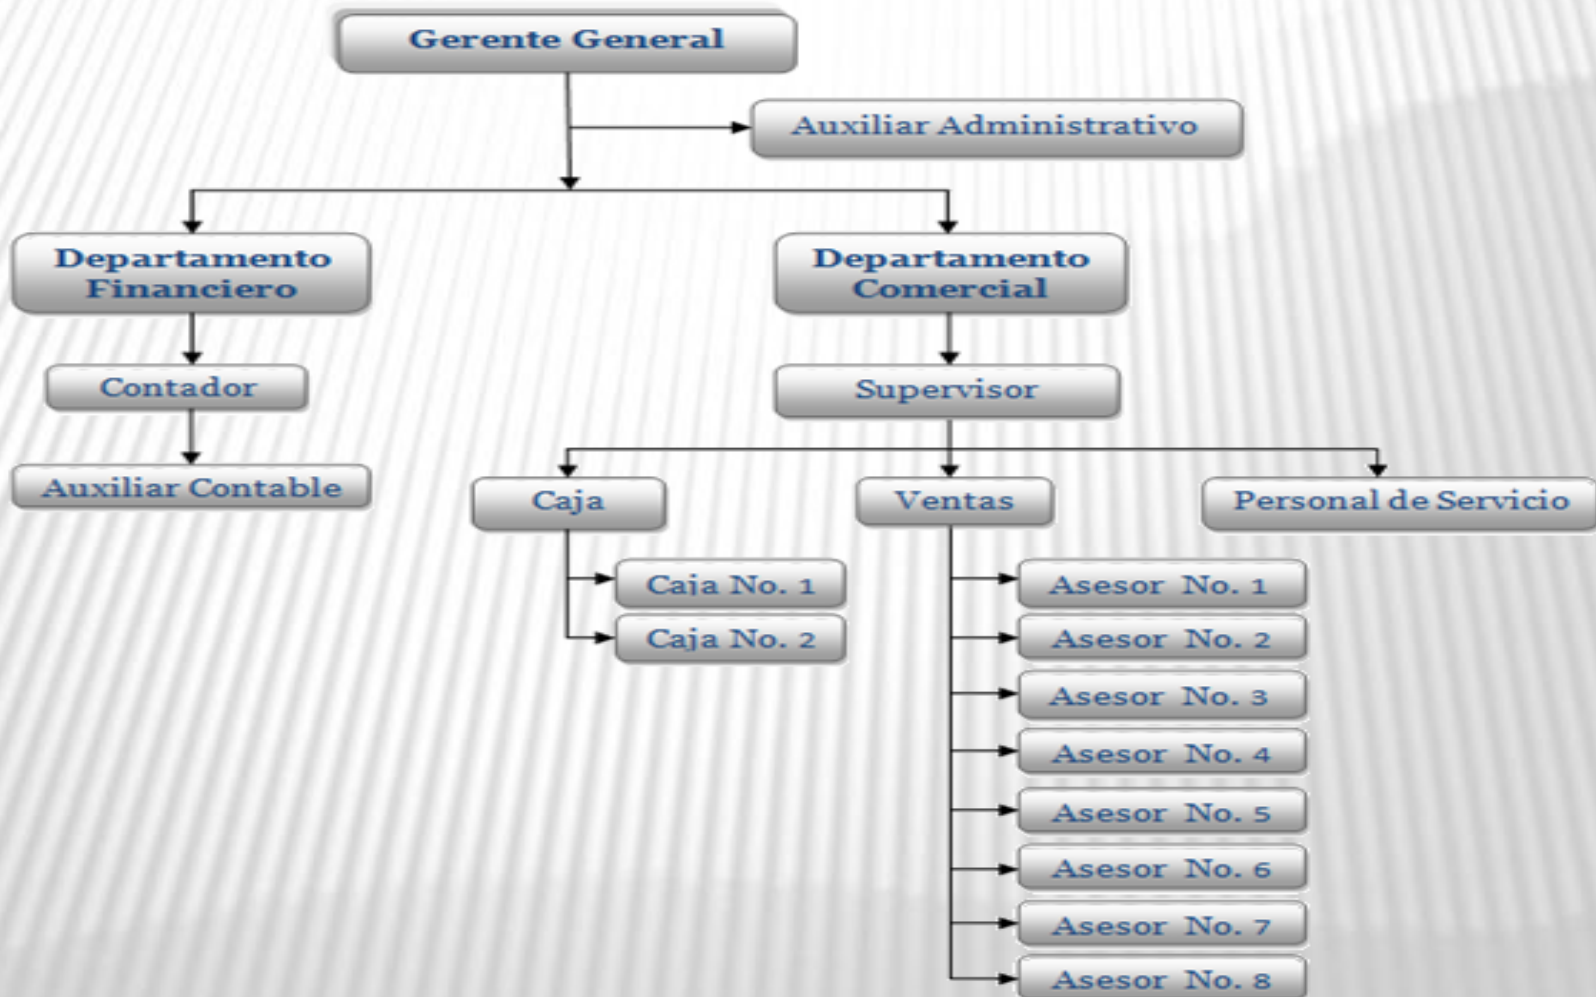 Gerente General
Auxiliar Administrativo
Departamento
Financiero
Departamento
Comercial
Contador
Supervisor
Auxiliar Contable
Caja
Ventas
Personal de Servicio
Caja No. 1
Caja No. 2
Asesor No. 1
Asesor No. 2
Asesor No. 3
Asesor No. 4
Asesor No. 5
Asesor No. 6
Asesor No. 7
Asesor No. 8